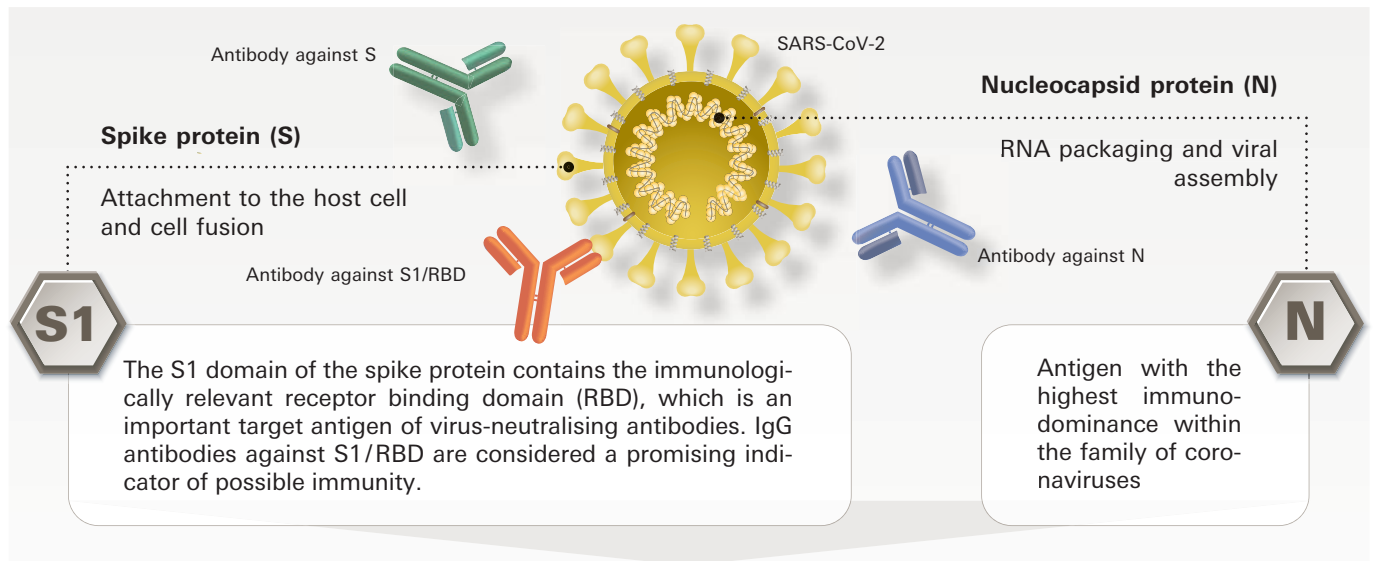 Antibody against S
SARS-CoV-2
Nucleocapsid protein (N)
Spike protein (S)
RNA packaging and viral
assembly
Attachment to the host cell
and cell fusion
Antibody against S1/RBD
Antibody against N
S1
N
The S1 domain of the spike protein contains the immunologi-
cally relevant receptor binding domain (RBD), which is an
important target antigen of virus-neutralising antibodies. IgG
antibodies against S1/RBD are considered a promising indi-
cator of possible immunity.
Antigen with the
highest immuno-
dominance within
the family of coro-
naviruses